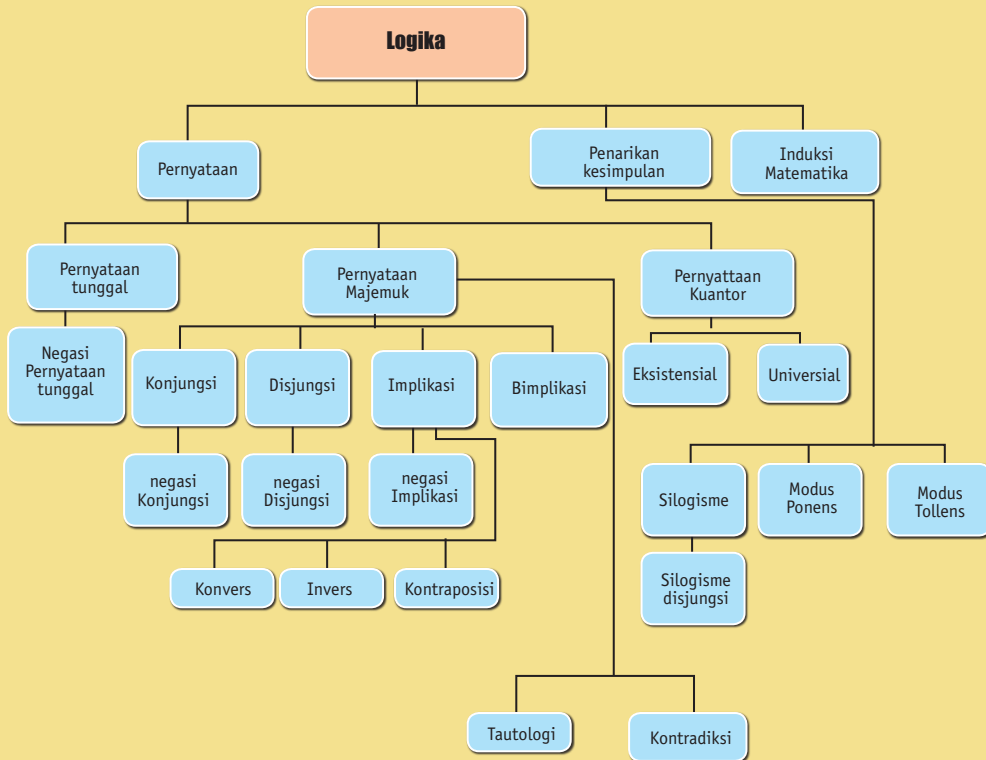 Logika
Pernyataan
Penarikan
kesimpulan
Induksi
Matematika
Pernyataan
tunggal
Pernyataan
Majemuk
Pernyattaan
Kuantor
Negasi
Pernyataan
tunggal
Konjungsi
Disjungsi
Implikasi
Bimplikasi
Eksistensial
Universial
negasi
Konjungsi
negasi
Disjungsi
negasi
Implikasi
Silogisme
Modus
Ponens
Modus
Tollens
Konvers
Invers
Kontraposisi
Silogisme
disjungsi
Tautologi
Kontradiksi